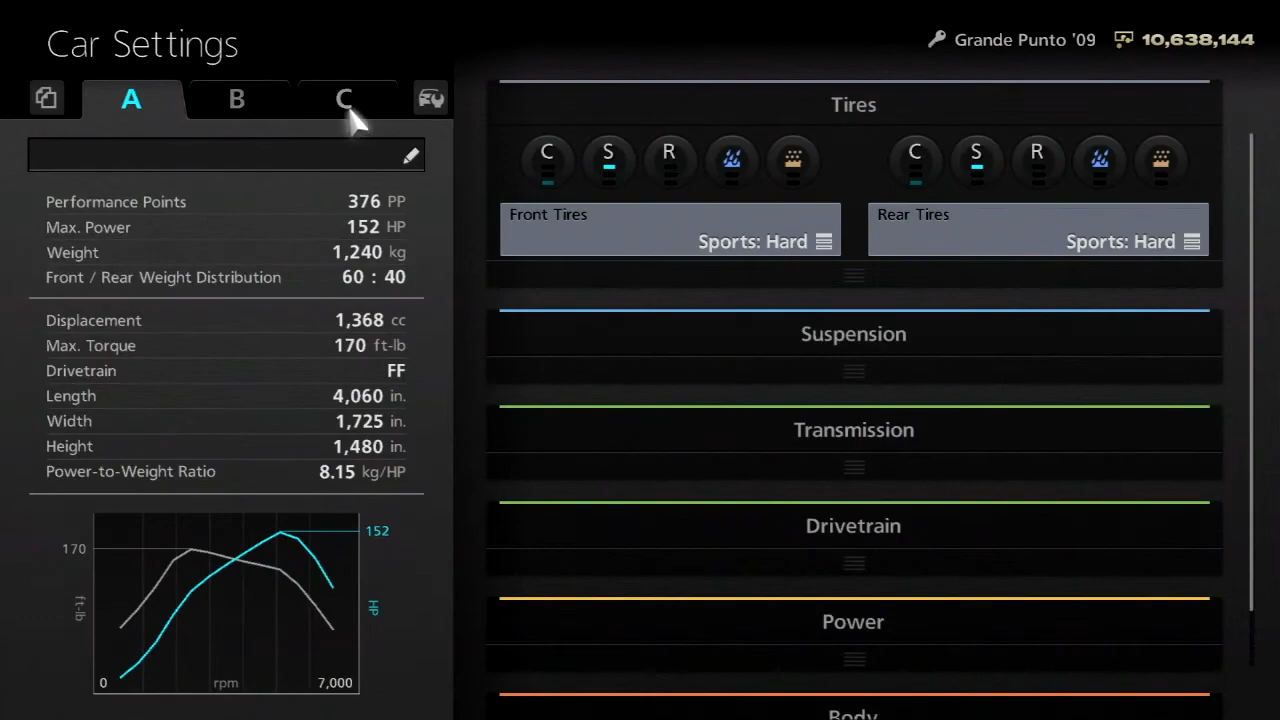 Car Settings
Grande Punto '09 10,638,144
A B C
Tires
C S R C S R
Front Tires
Sports: Hard
Rear Tires
Sports: Hard
Performance Points 376 PP
Max. Power 152 HP
Weight 1,240 kg
Front / Rear Weight Distribution 60 : 40
Displacement 1,368 cc
Max. Torque 170 ft-lb
Drivetrain FF
Length 4,060 in.
Width 1,725 in.
Height 1,480 in.
Power-to-Weight Ratio 8.15 kg/HP
152
170
ft-lb
HP
0 rpm 7,000
Suspension
Transmission
Drivetrain
Power
Body